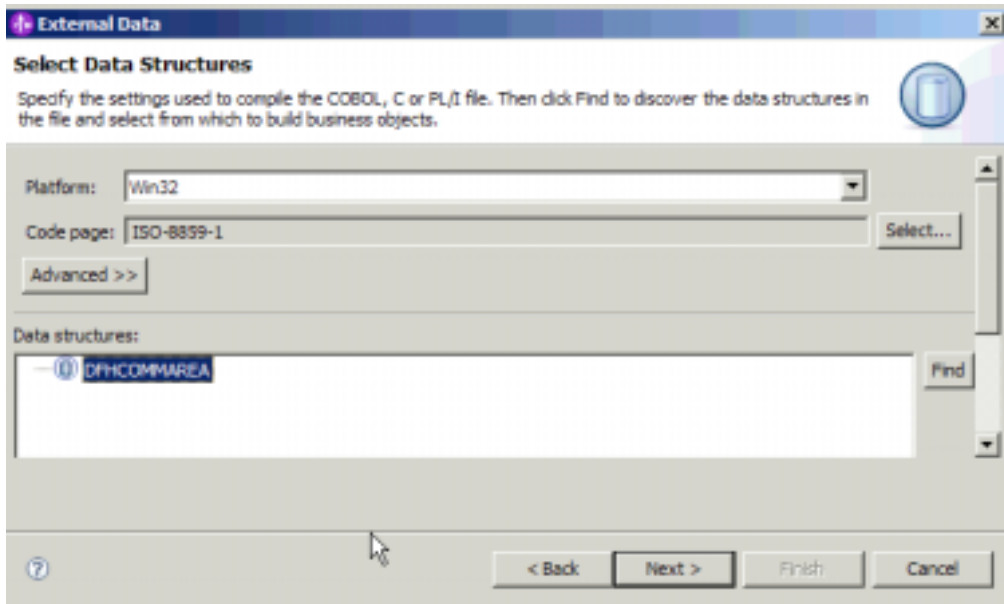 External Data
Select Data Structures
Specify the settings used to compile the COBOL, C or PL/I file. Then click Find to discover the data structures in
the file and select from which to build business objects.
Platform: Win32
Code page: ISO-8859-1 Select...
Advanced >>
Data structures:
DFHCOMMAREA Find
< Back Next > Finish Cancel